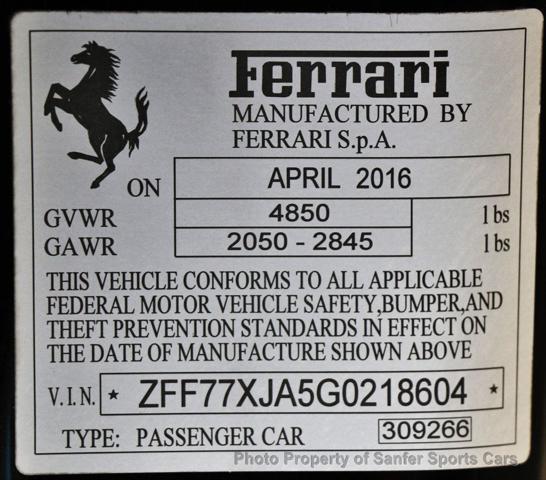 Ferrari
MANUFACTURED BY
FERRARI S.p.A.
ON APRIL 2016
GVWR 4850 lbs
GAWR 2050 - 2845 lbs
THIS VEHICLE CONFORMS TO ALL APPLICABLE
FEDERAL MOTOR VEHICLE SAFETY,BUMPER,AND
THEFT PREVENTION STANDARDS IN EFFECT ON
THE DATE OF MANUFACTURE SHOWN ABOVE
V.I.N. * ZFF77XJA5G0218604 *
TYPE: PASSENGER CAR 309266
Photo Property of Sanfer Sports Cars